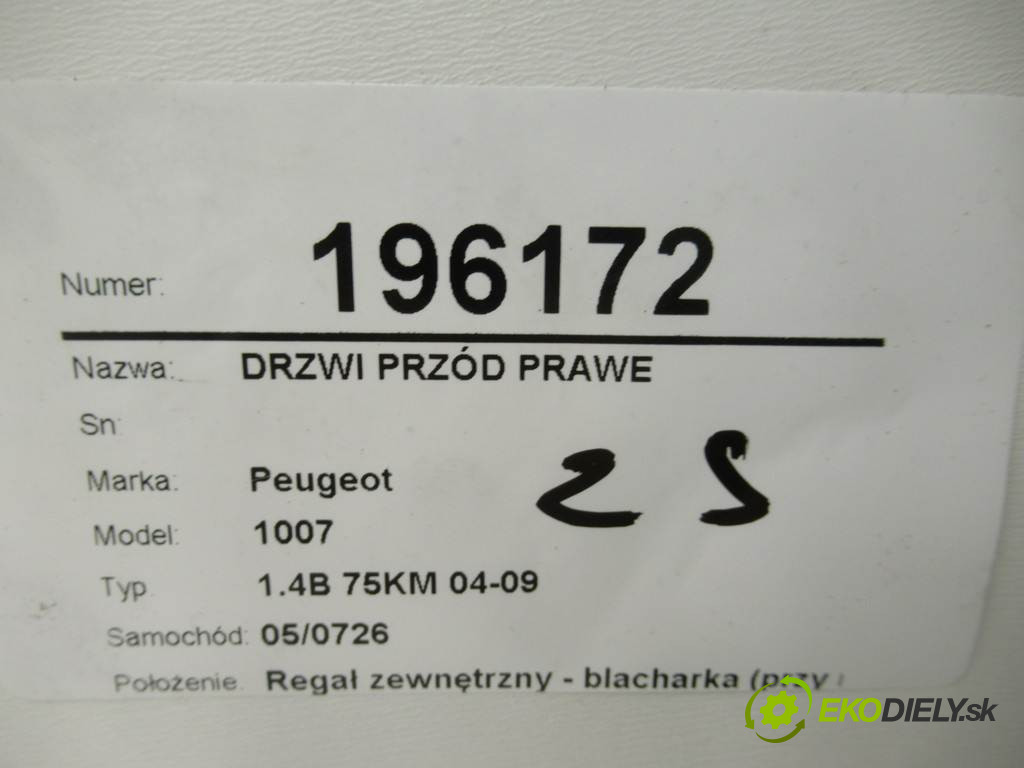 Numer: 196172
Nazwa: DRZWI PRZÓD PRAWE
Sn:
Marka: Peugeot
Model: 1007
Typ 1.4B 75KM 04-09
Samochód: 05/0726
Położenie. Regał zewnętrzny - blacharka (przy
EKODIELY.sk